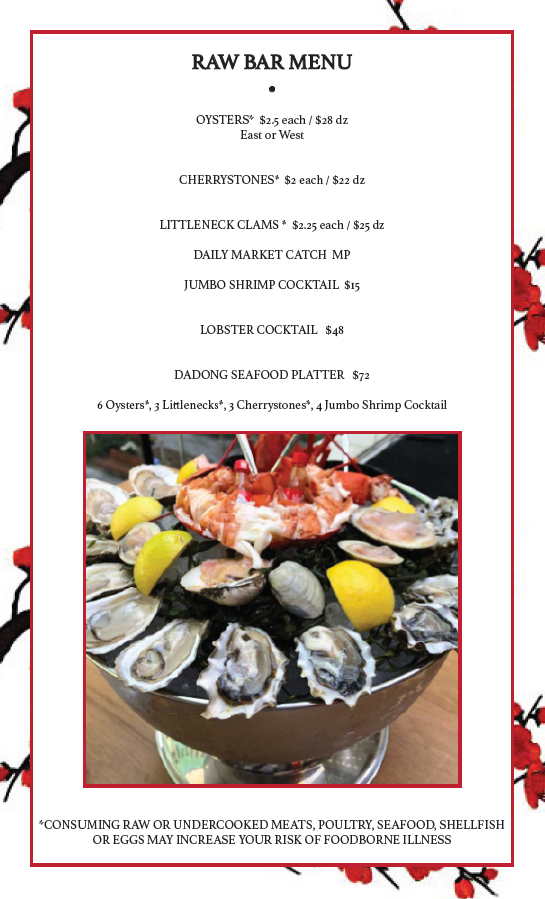 RAW BAR MENU
OYSTERS* $2.5 each / $28 dz
East or West
CHERRYSTONES* $2 each / $22 dz
LITTLENECK CLAMS * $2.25 each / $25 dz
DAILY MARKET CATCH MP
JUMBO SHRIMP COCKTAIL $15
LOBSTER COCKTAIL $48
DADONG SEAFOOD PLATTER $72
6 Oysters*, 3 Littlenecks*, 3 Cherrystones*, 4 Jumbo Shrimp Cocktail
*CONSUMING RAW OR UNDERCOOKED MEATS, POULTRY, SEAFOOD, SHELLFISH
OR EGGS MAY INCREASE YOUR RISK OF FOODBORNE ILLNESS